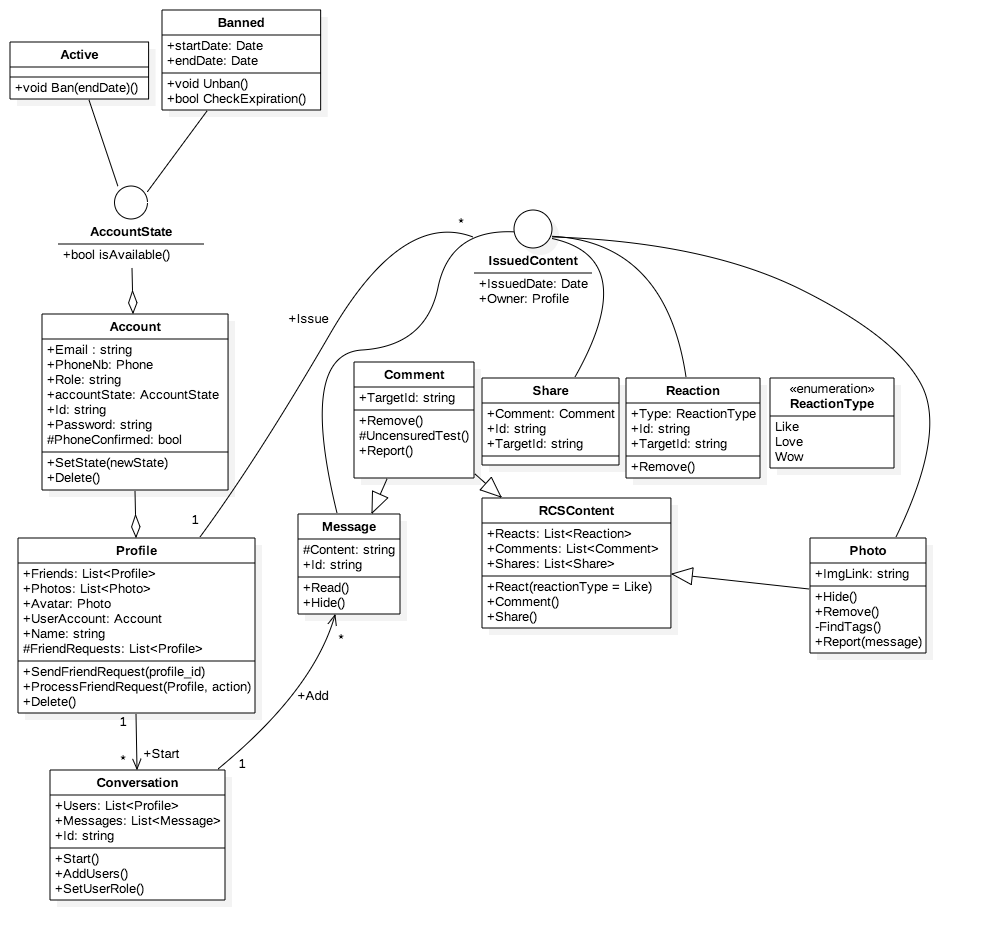 Banned
+startDate: Date
+endDate: Date
+void Unban()
+bool CheckExpiration()
Active
+void Ban(endDate)()
AccountState
+bool isAvailable()
Account
+Email : string
+PhoneNb: Phone
+Role: string
+accountState: AccountState
+Id: string
+Password: string
#PhoneConfirmed: bool
+SetState(newState)
+Delete()
*
IssuedContent
+IssuedDate: Date
+Owner: Profile
+Issue
1
Comment
+TargetId: string
+Remove()
#UncensuredTest()
+Report()
Share
+Comment: Comment
+Id: string
+TargetId: string
Reaction
+Type: ReactionType
+Id: string
+TargetId: string
+Remove()
«enumeration»
ReactionType
Like
Love
Wow
Message
#Content: string
+Id: string
+Read()
+Hide()
RCSContent
+Reacts: List<Reaction>
+Comments: List<Comment>
+Shares: List<Share>
+React(reactionType = Like)
+Comment()
+Share()
Photo
+ImgLink: string
+Hide()
+Remove()
-FindTags()
+Report(message)
Profile
+Friends: List<Profile>
+Photos: List<Photo>
+Avatar: Photo
+UserAccount: Account
+Name: string
#FriendRequests: List<Profile>
+SendFriendRequest(profile_id)
+ProcessFriendRequest(Profile, action)
+Delete()
*
+Add
1
1
* +Start
Conversation
+Users: List<Profile>
+Messages: List<Message>
+Id: string
+Start()
+AddUsers()
+SetUserRole()